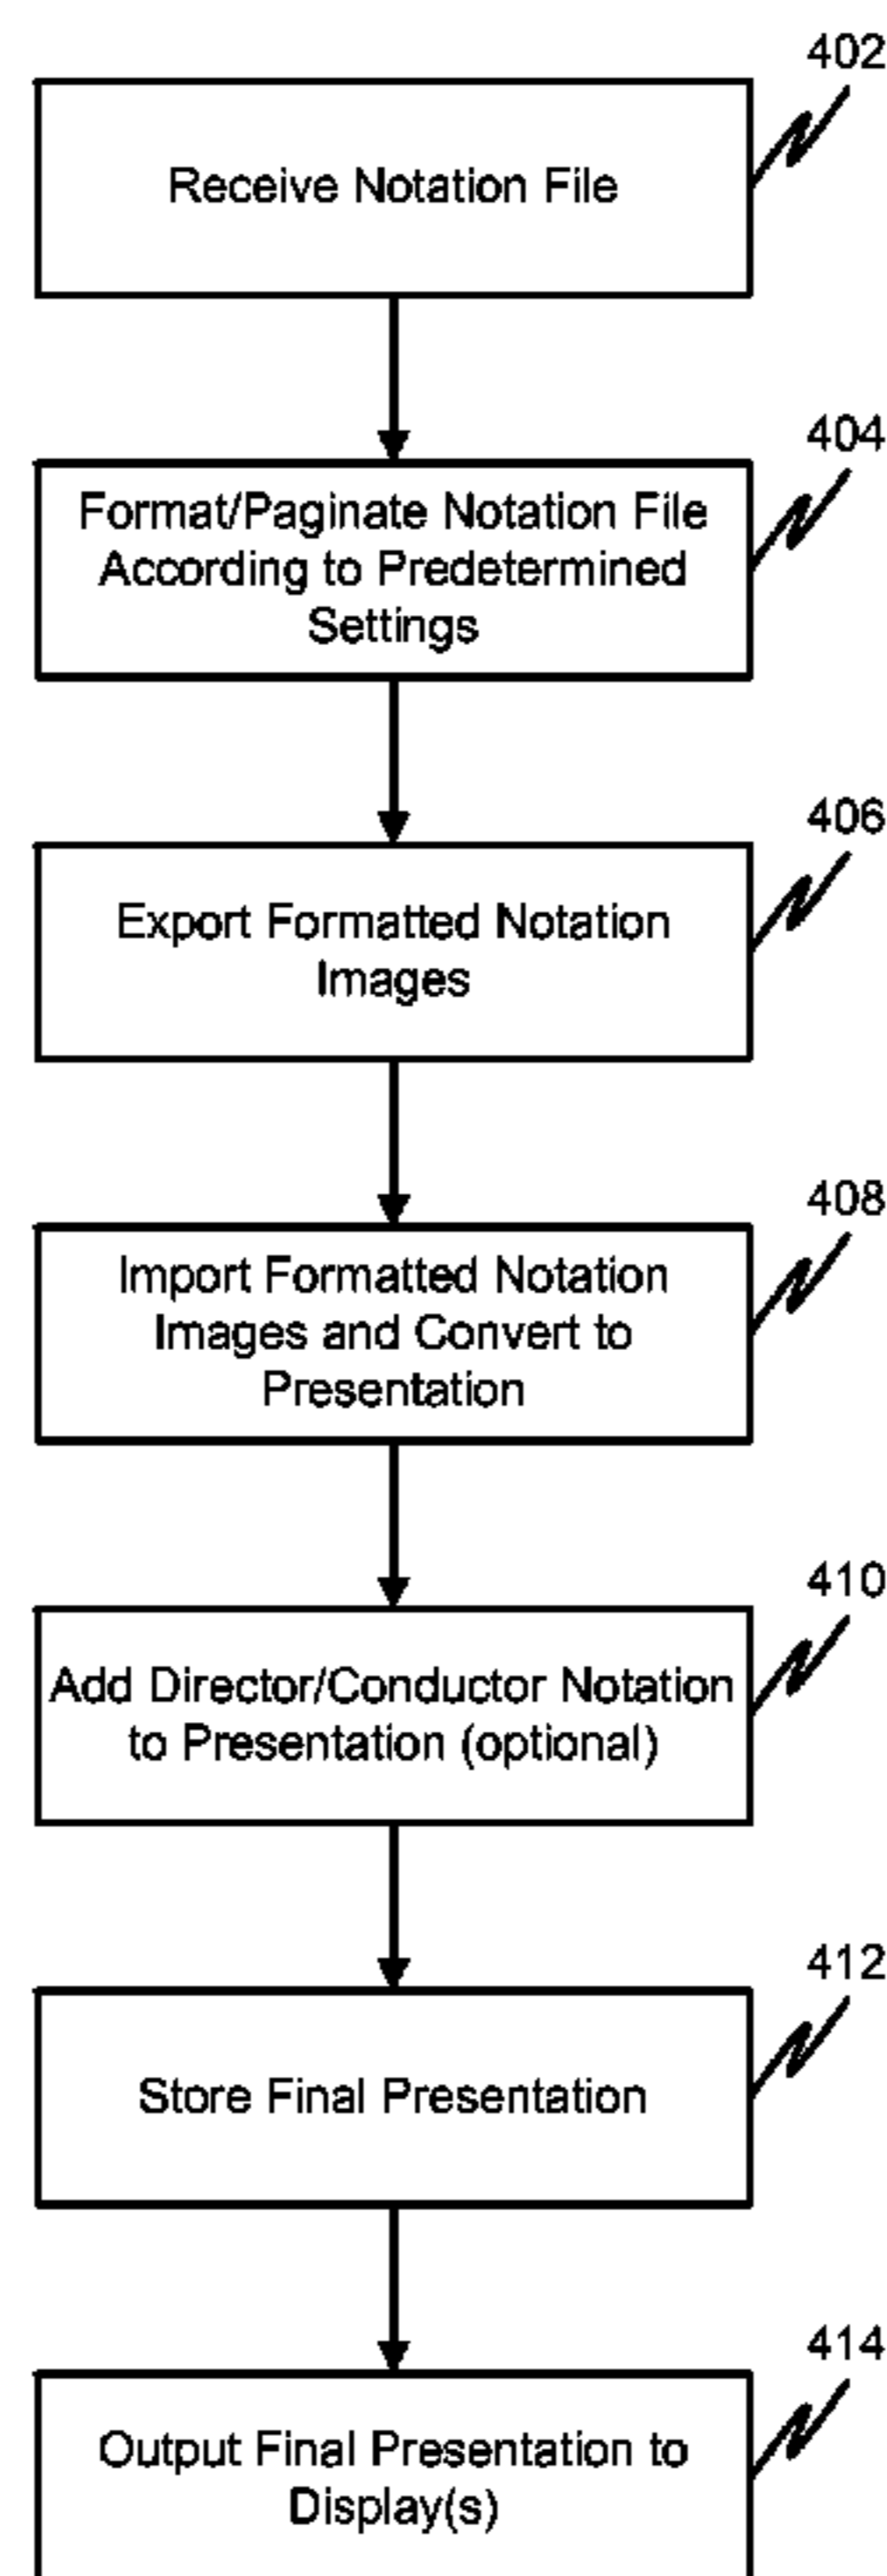 402
Receive Notation File
404
Format/Paginate Notation File
According to Predetermined
Settings
406
Export Formatted Notation
Images
408
Import Formatted Notation
Images and Convert to
Presentation
410
Add Director/Conductor Notation
to Presentation (optional)
412
Store Final Presentation
414
Output Final Presentation to
Display(s)